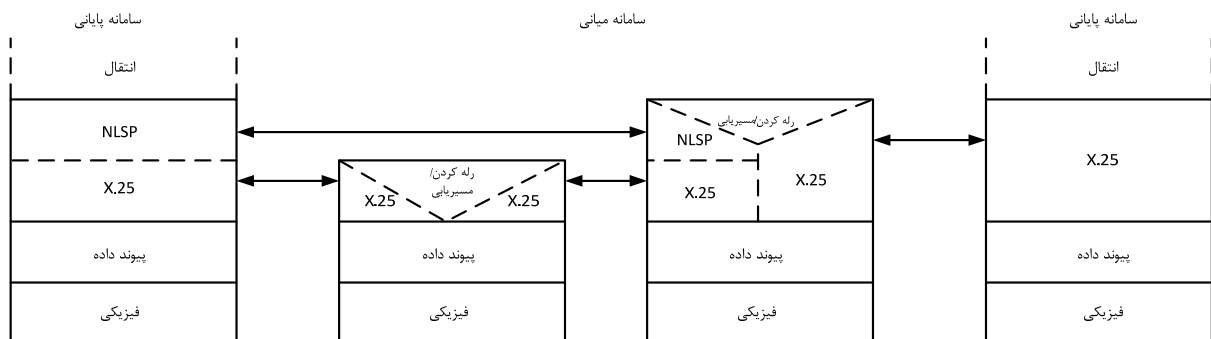 سامانه پایانی
سامانه میانی
سامانه پایانی
انتقال
انتقال
NLSP
X.25
رله کردن/
مسیریابی
X.25
X.25
رله کردن/مسیریابی
NLSP
X.25
X.25
X.25
پیوند داده
پیوند داده
پیوند داده
پیوند داده
فیزیکی
فیزیکی
فیزیکی
فیزیکی